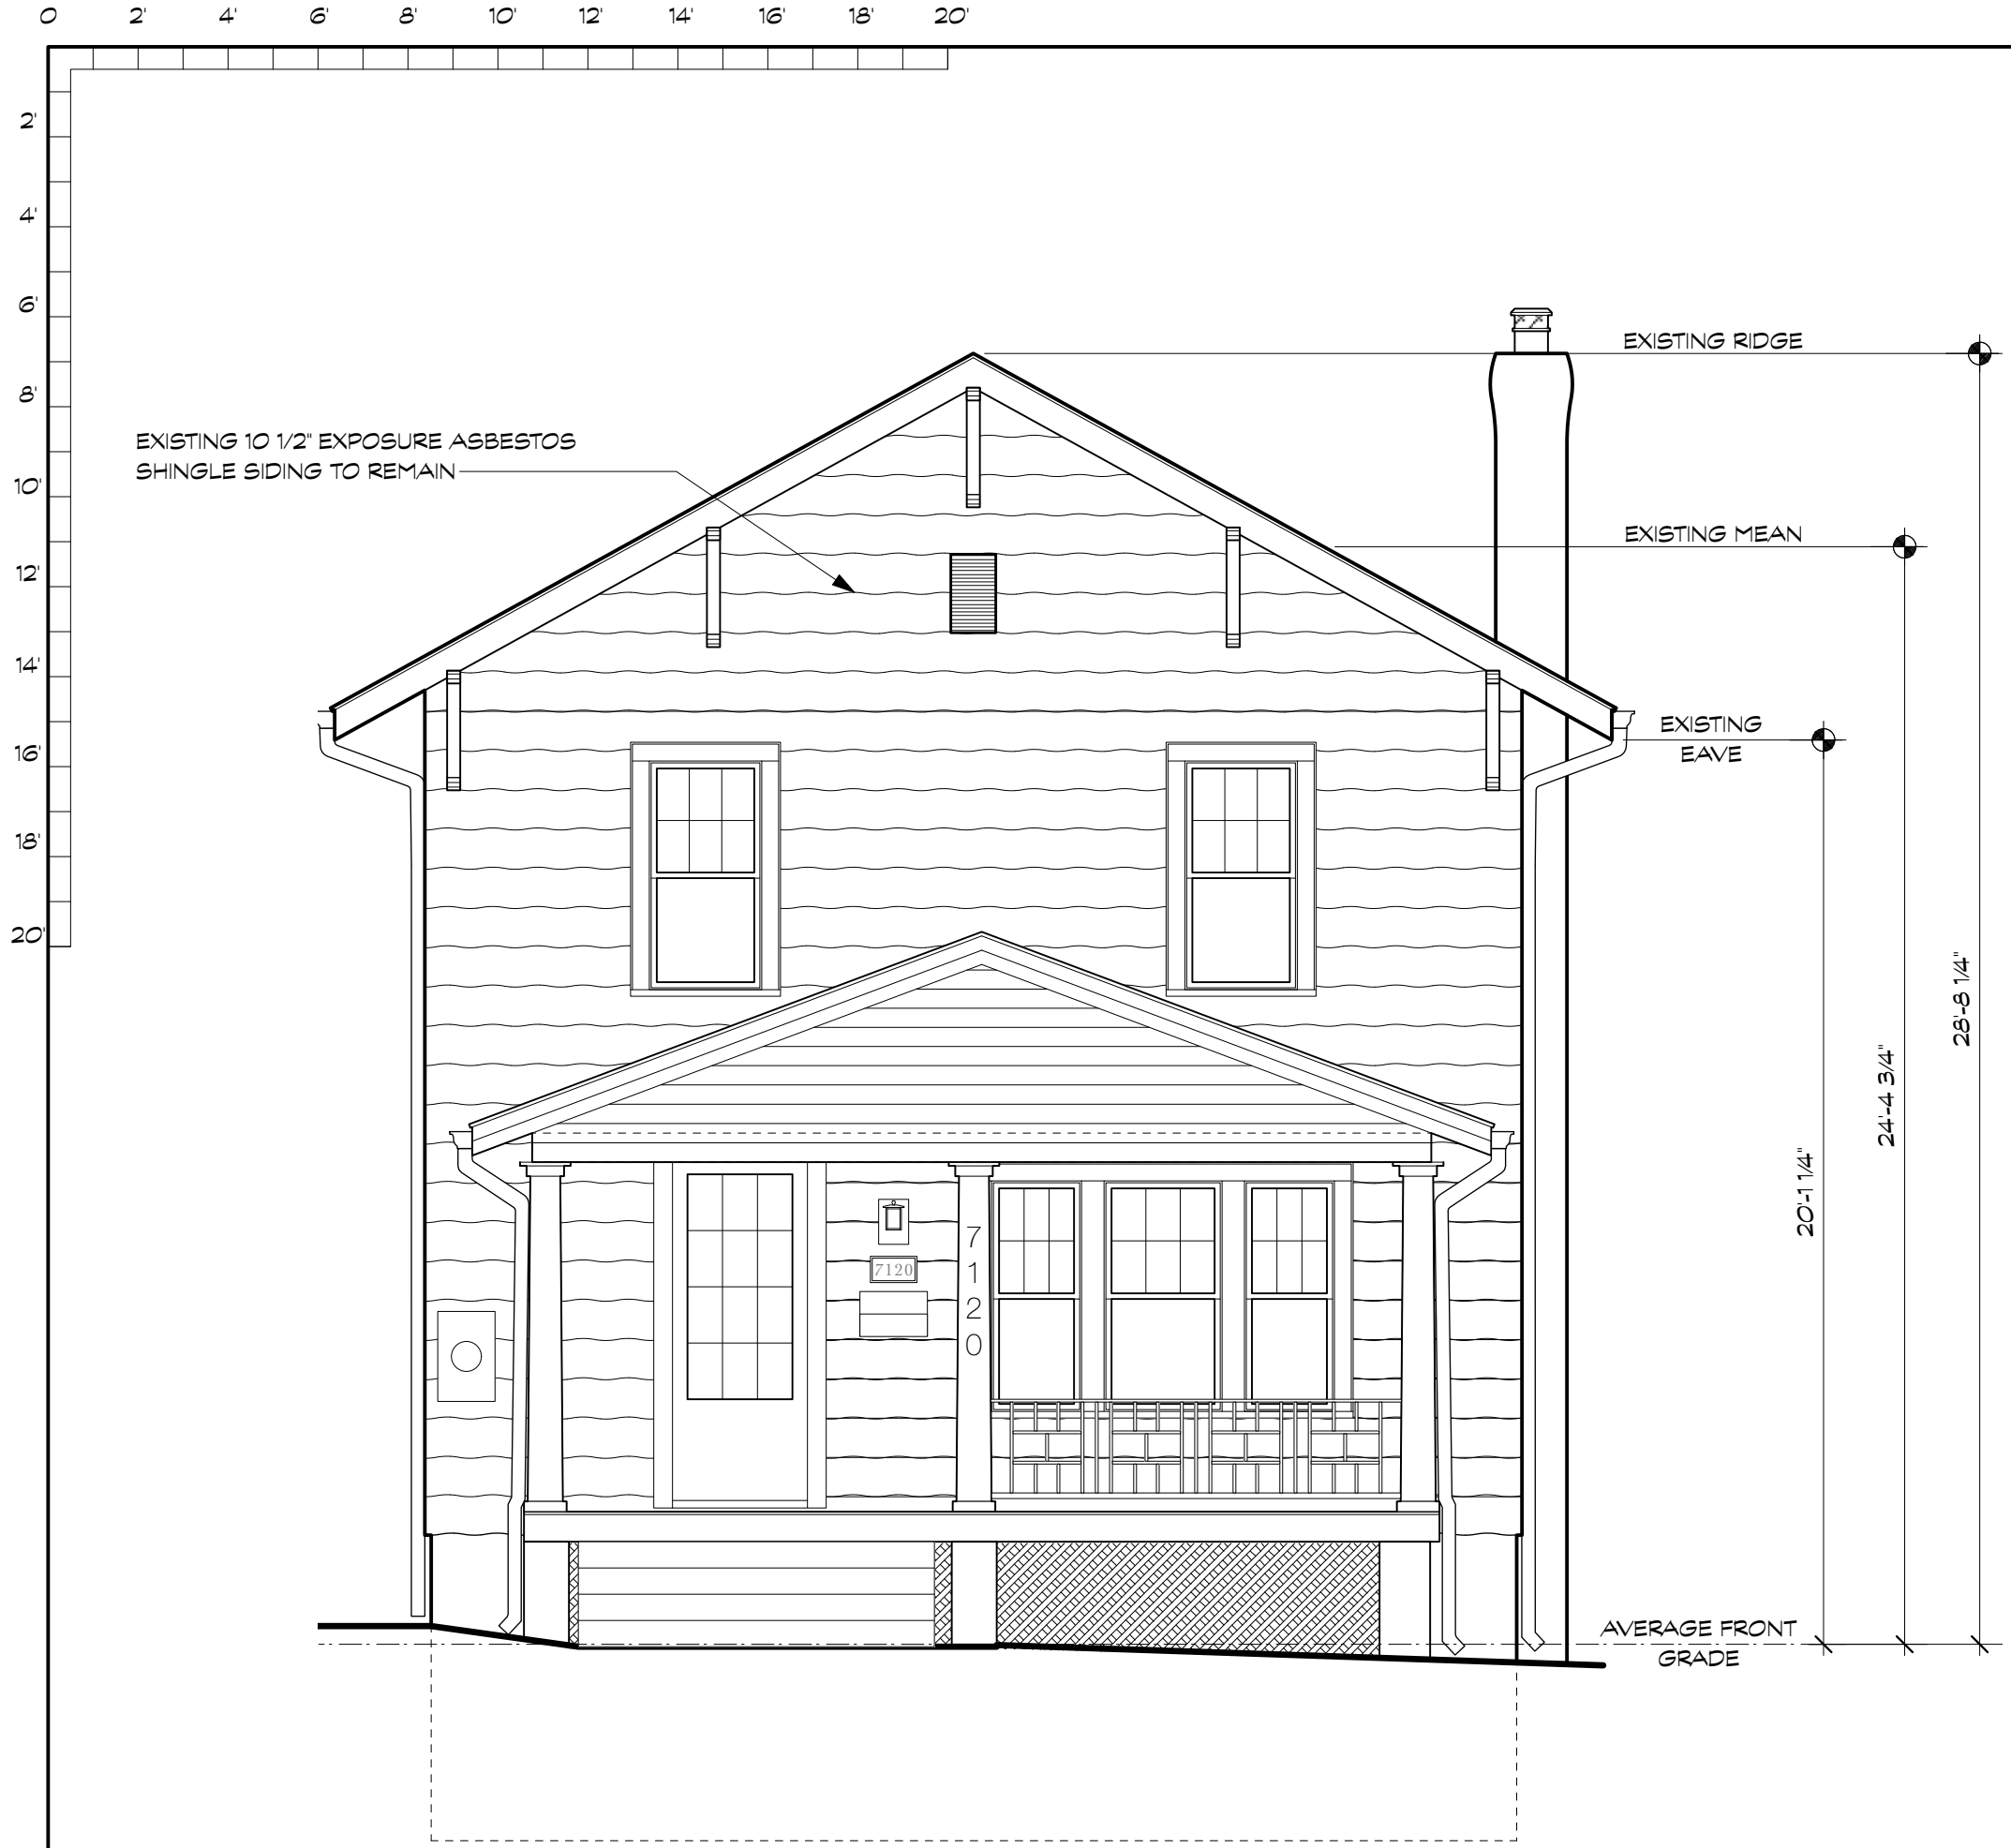 0 2' 4' 6' 8' 10' 12' 14' 16' 18' 20'
2'
4'
6'
8'
10'
12'
14'
16'
18'
20'
EXISTING RIDGE
EXISTING 10 1/2" EXPOSURE ASBESTOS
SHINGLE SIDING TO REMAIN
EXISTING MEAN
EXISTING
EAVE
28'-8 1/4"
24'-4 3/4"
20'-1 1/4"
7120
7
1
2
0
AVERAGE FRONT
GRADE